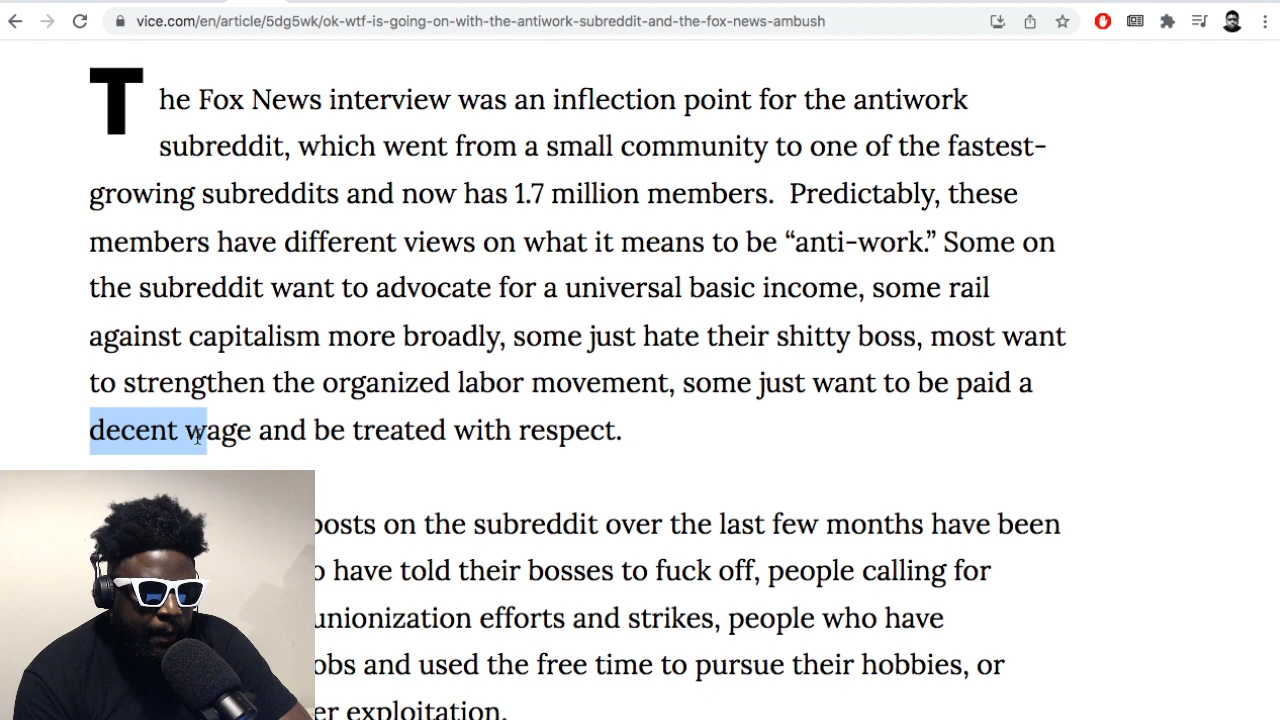 vice.com/en/article/5dg5wk/ok-wtf-is-going-on-with-the-antiwork-subreddit-and-the-fox-news-ambush
The Fox News interview was an inflection point for the antiwork
subreddit, which went from a small community to one of the fastest-
growing subreddits and now has 1.7 million members.  Predictably, these
members have different views on what it means to be “anti-work.” Some on
the subreddit want to advocate for a universal basic income, some rail
against capitalism more broadly, some just hate their shitty boss, most want
to strengthen the organized labor movement, some just want to be paid a
decent wage and be treated with respect.
posts on the subreddit over the last few months have been
have told their bosses to fuck off, people calling for
unionization efforts and strikes, people who have
and used the free time to pursue their hobbies, or
exploitation.